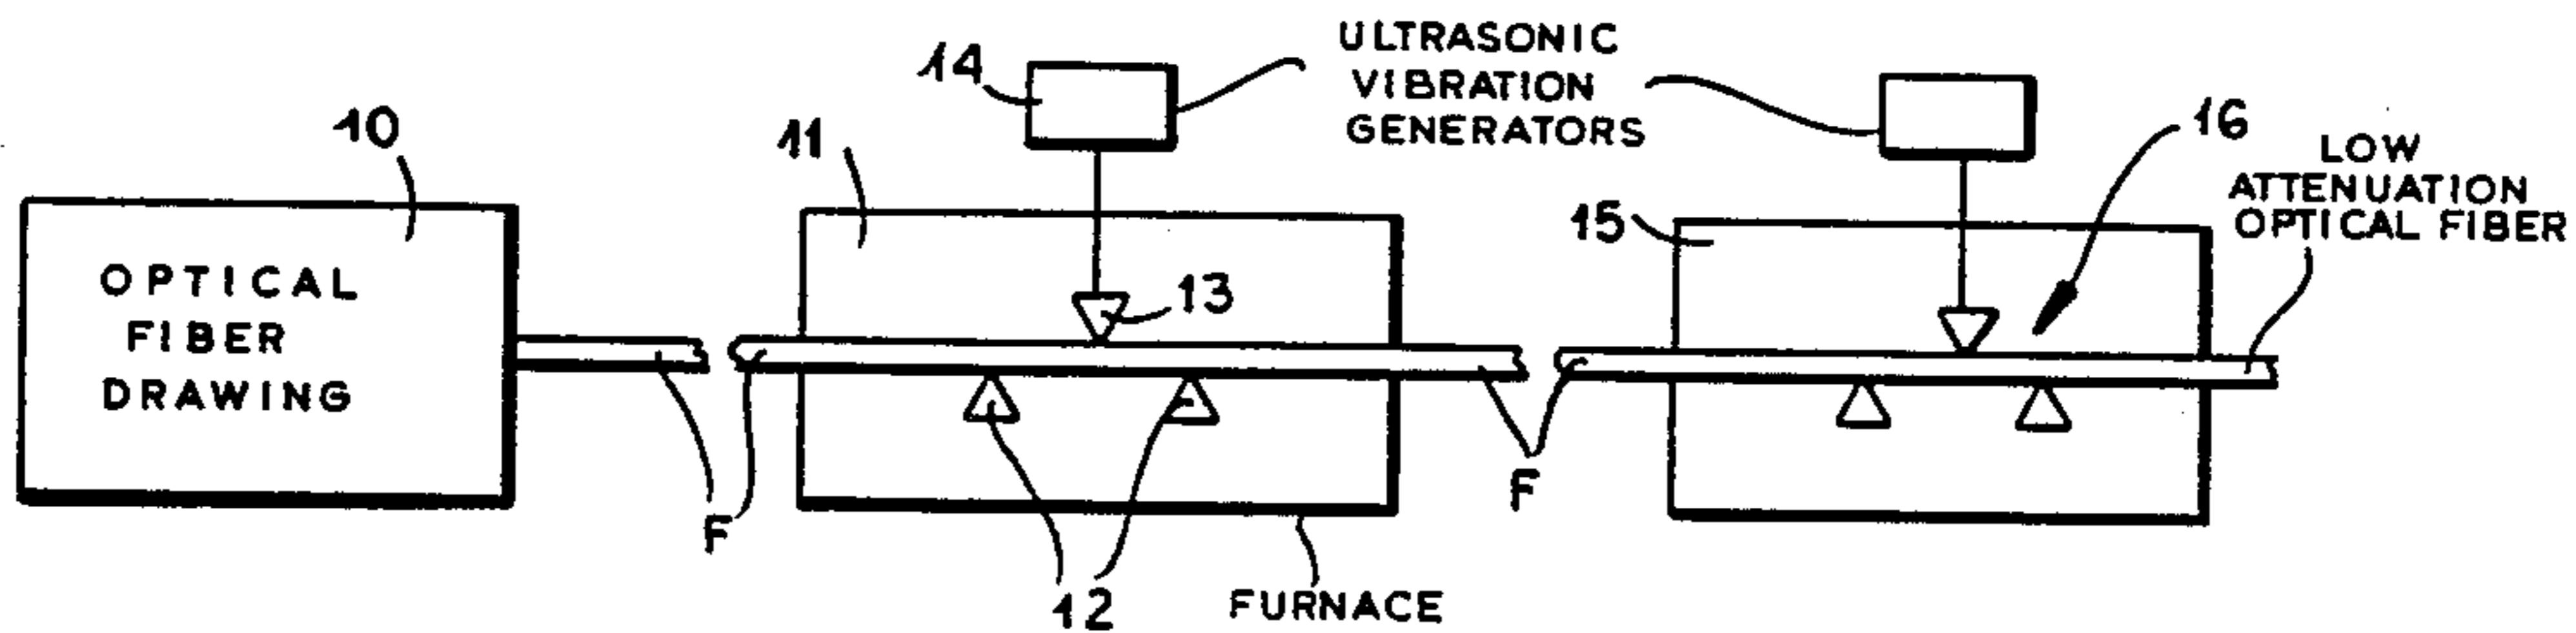 10
OPTICAL
FIBER
DRAWING
F
11
14
13
12
FURNACE
ULTRASONIC
VIBRATION
GENERATORS
F
15
16
LOW
ATTENUATION
OPTICAL FIBER